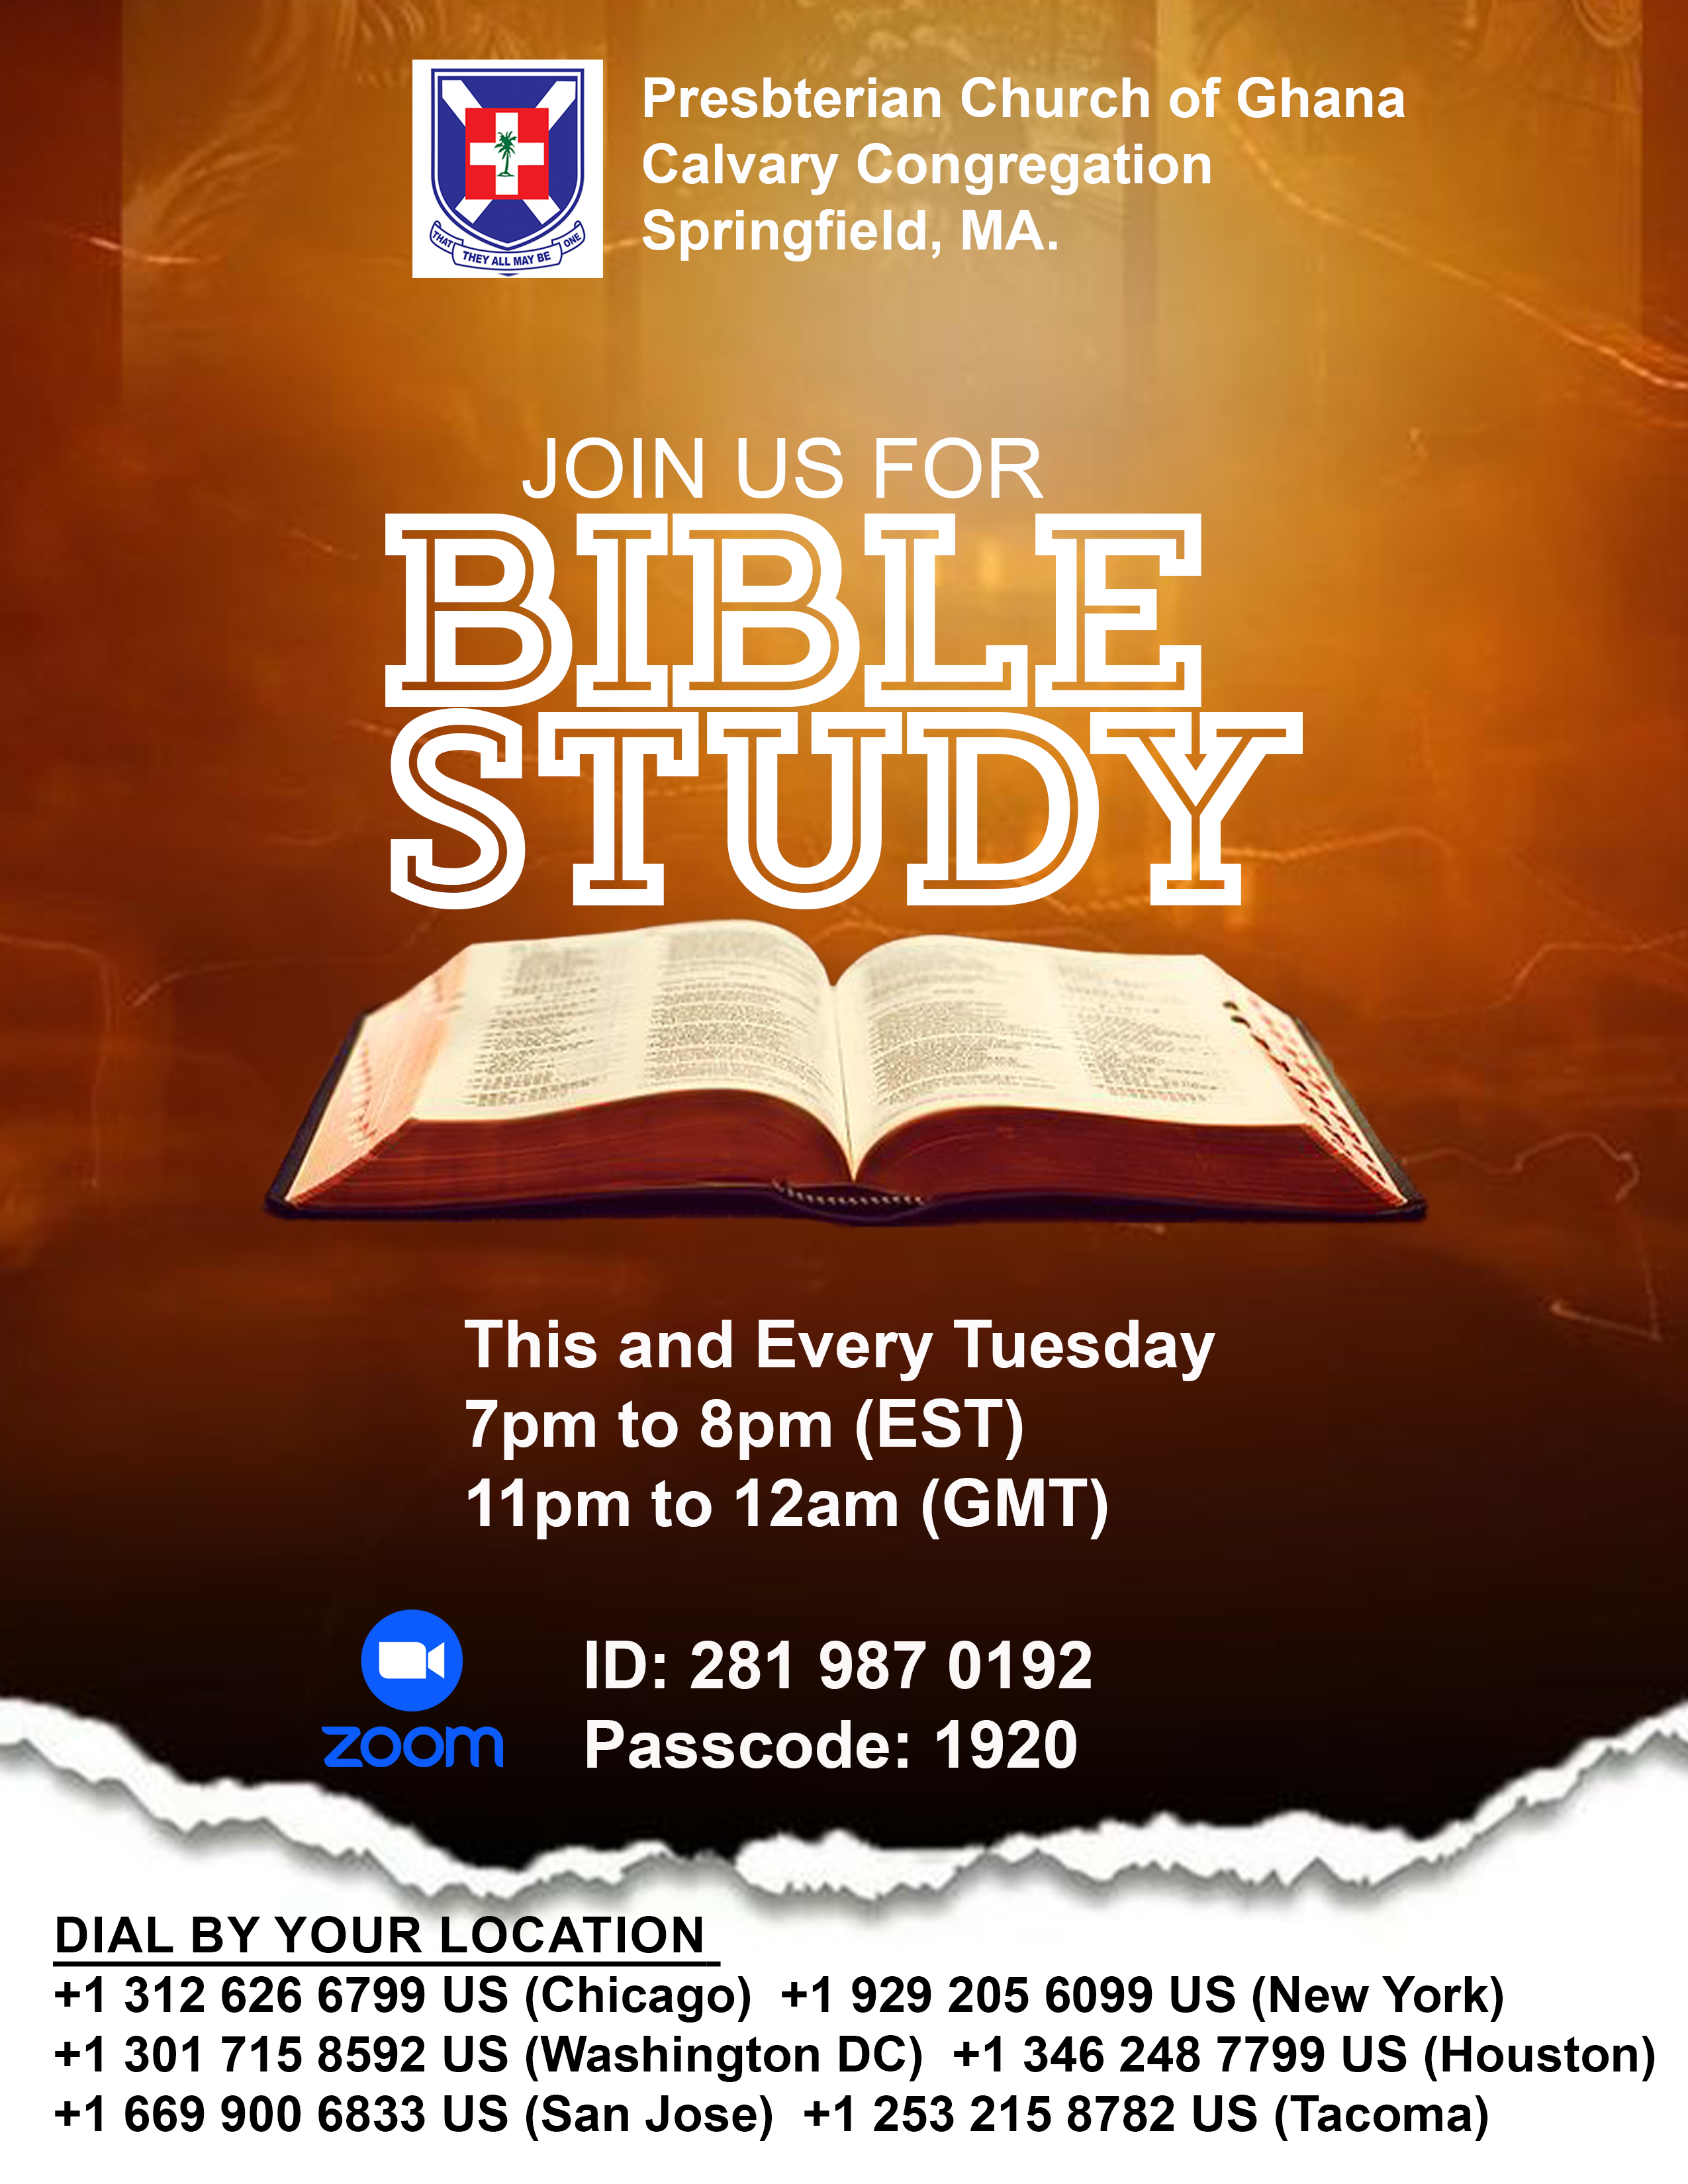 Presbterian Church of Ghana
Calvary Congregation
Springfield, MA.
THAT THEY ALL MAY BE ONE
JOIN US FOR
BIBLE
STUDY
This and Every Tuesday
7pm to 8pm (EST)
11pm to 12am (GMT)
zoom
ID: 281 987 0192
Passcode: 1920
DIAL BY YOUR LOCATION
+1 312 626 6799 US (Chicago) +1 929 205 6099 US (New York)
+1 301 715 8592 US (Washington DC) +1 346 248 7799 US (Houston)
+1 669 900 6833 US (San Jose) +1 253 215 8782 US (Tacoma)